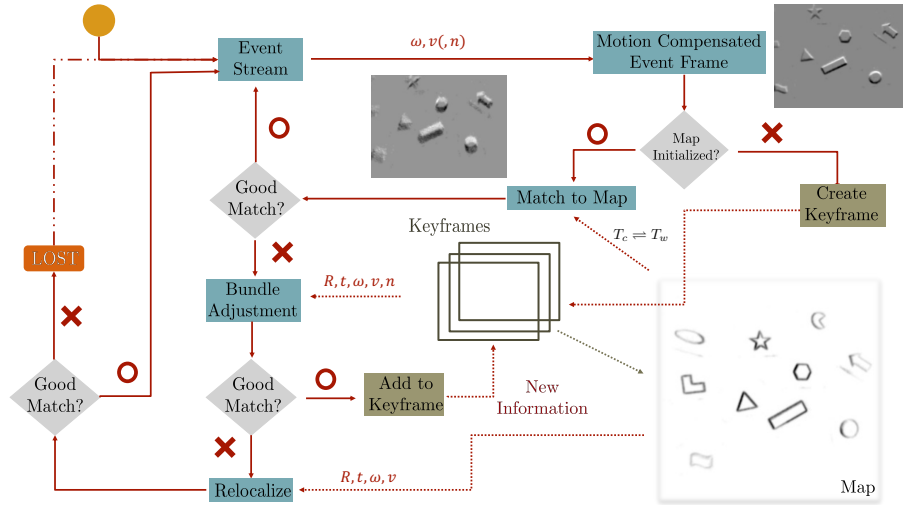 Event
Stream
ω, v(, n)
Motion Compensated
Event Frame
Map
Initialized?
Good
Match?
Match to Map
Create
Keyframe
Keyframes
T_c ⇌ T_w
LOST
Bundle
Adjustment
R, t, ω, v, n
Good
Match?
Good
Match?
Add to
Keyframe
New
Information
Relocalize
R, t, ω, v
Map